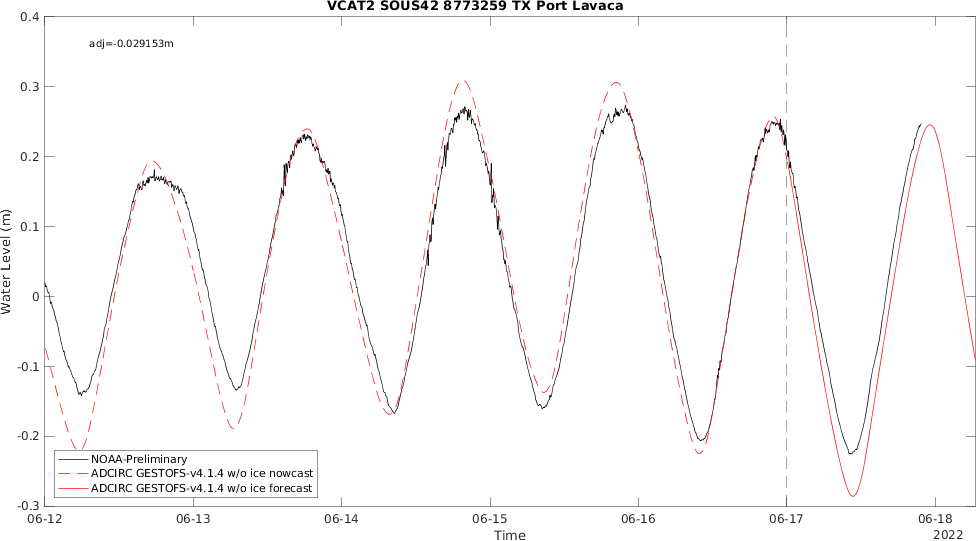 VCAT2 SOUS42 8773259 TX Port Lavaca
adj=-0.029153m
0.4
0.3
0.2
0.1
0
-0.1
-0.2
-0.3
Water Level (m)
NOAA-Preliminary
ADCIRC GESTOFS-v4.1.4 w/o ice nowcast
ADCIRC GESTOFS-v4.1.4 w/o ice forecast
06-12 06-13 06-14 06-15 06-16 06-17 06-18
Time
2022